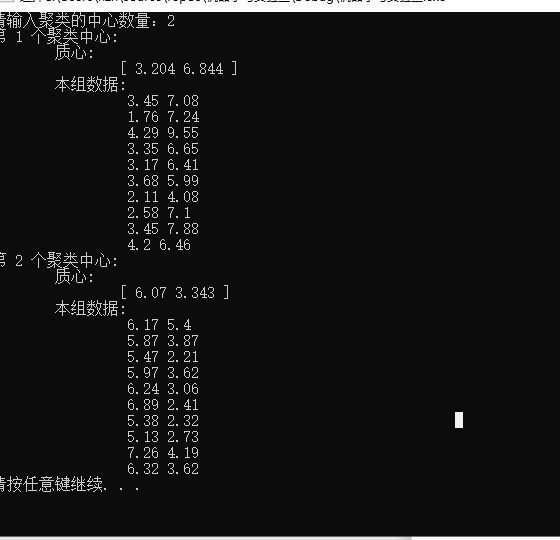 请输入聚类的中心数量: 2
第 1 个聚类中心:
质心:
[ 3.204 6.844 ]
本组数据:
3.45 7.08
1.76 7.24
4.29 9.55
3.35 6.65
3.17 6.41
3.68 5.99
2.11 4.08
2.58 7.1
3.45 7.88
4.2 6.46
第 2 个聚类中心:
质心:
[ 6.07 3.343 ]
本组数据:
6.17 5.4
5.87 3.87
5.47 2.21
5.97 3.62
6.24 3.06
6.89 2.41
5.38 2.32
5.13 2.73
7.26 4.19
6.32 3.62
请按任意键继续. . .